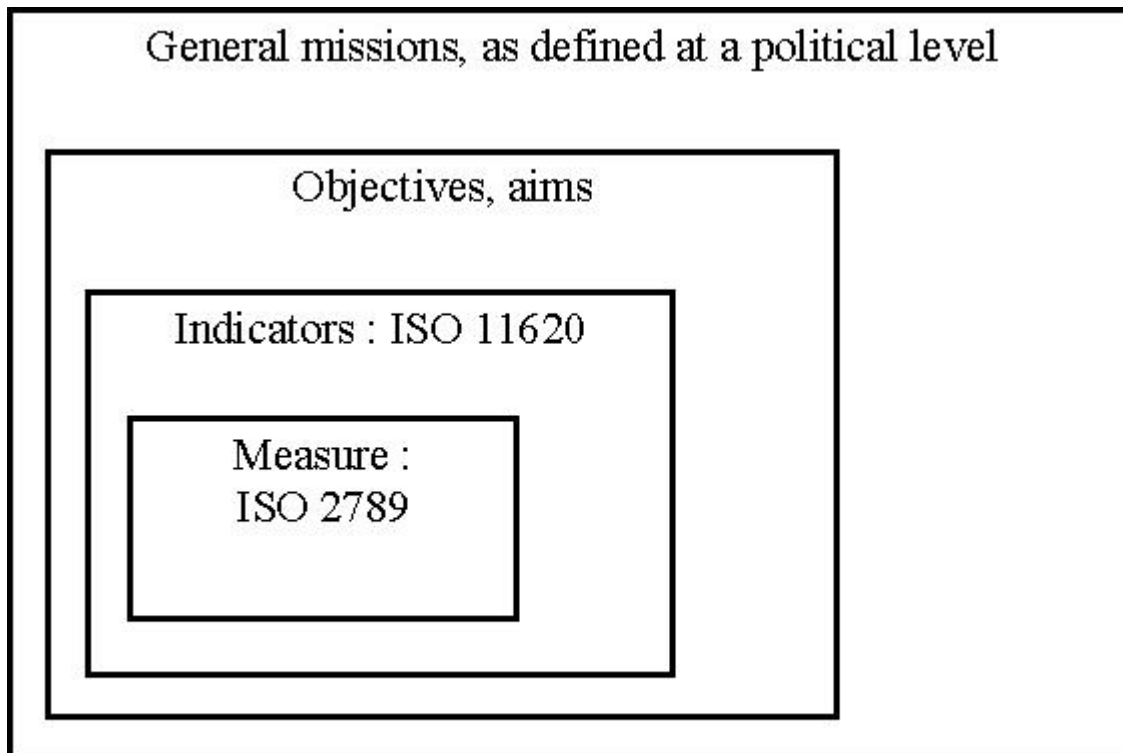 General missions, as defined at a political level
Objectives, aims
Indicators : ISO 11620
Measure :
ISO 2789